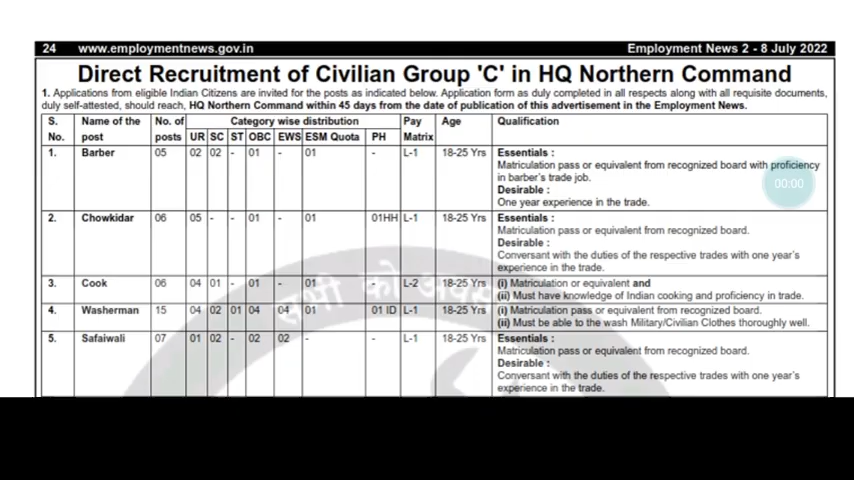 24 www.employmentnews.gov.in Employment News 2 - 8 July 2022
Direct Recruitment of Civilian Group 'C' in HQ Northern Command
1. Applications from eligible Indian Citizens are invited for the posts as indicated below. Application form as duly completed in all respects along with all requisite documents,
duly self-attested, should reach, HQ Northern Command within 45 days from the date of publication of this advertisement in the Employment News.
S. No. Name of the post No. of posts Category wise distribution Pay Matrix Age Qualification
UR SC ST OBC EWS ESM Quota PH
1. Barber 05 02 02 - 01 - 01 - L-1 18-25 Yrs Essentials :
Matriculation pass or equivalent from recognized board with proficiency
in barber's trade job.
Desirable :
One year experience in the trade.
2. Chowkidar 06 05 - - 01 - 01 01HH L-1 18-25 Yrs Essentials :
Matriculation pass or equivalent from recognized board.
Desirable :
Conversant with the duties of the respective trades with one year's
experience in the trade.
3. Cook 06 04 01 - 01 - 01 - L-2 18-25 Yrs (i) Matriculation or equivalent and
(ii) Must have knowledge of Indian cooking and proficiency in trade.
4. Washerman 15 04 02 01 04 04 01 01 ID L-1 18-25 Yrs (i) Matriculation pass or equivalent from recognized board.
(ii) Must be able to the wash Military/Civilian Clothes thoroughly well.
5. Safaiwali 07 01 02 - 02 02 - - L-1 18-25 Yrs Essentials :
Matriculation pass or equivalent from recognized board.
Desirable :
Conversant with the duties of the respective trades with one year's
experience in the trade.
00:00
सभी को